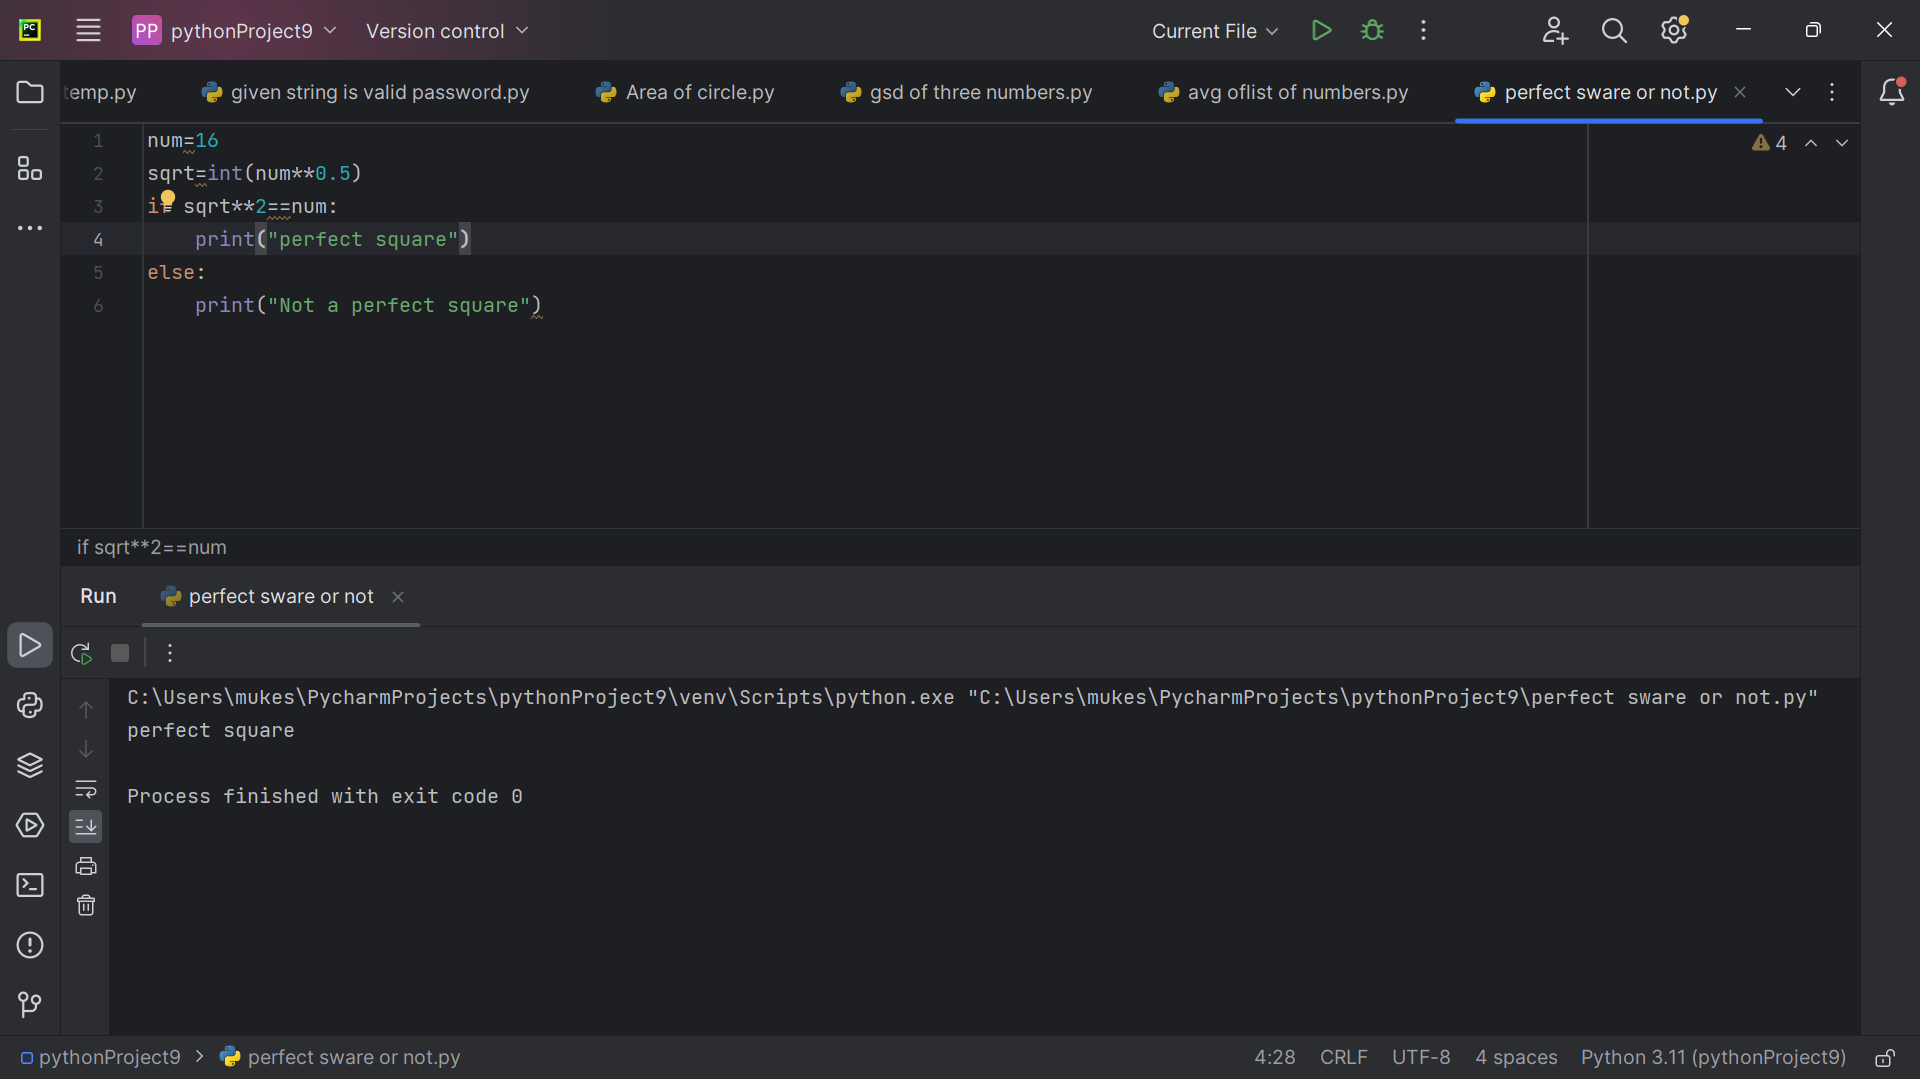 PC
PP pythonProject9 Version control Current File
temp.py given string is valid password.py Area of circle.py gsd of three numbers.py avg oflist of numbers.py perfect sware or not.py
4
1 num=16
2 sqrt=int(num**0.5)
3 if sqrt**2==num:
4 print("perfect square")
5 else:
6 print("Not a perfect square")
if sqrt**2==num
Run perfect sware or not
C:\Users\mukes\PycharmProjects\pythonProject9\venv\Scripts\python.exe "C:\Users\mukes\PycharmProjects\pythonProject9\perfect sware or not.py"
perfect square
Process finished with exit code 0
pythonProject9 > perfect sware or not.py 4:28 CRLF UTF-8 4 spaces Python 3.11 (pythonProject9)